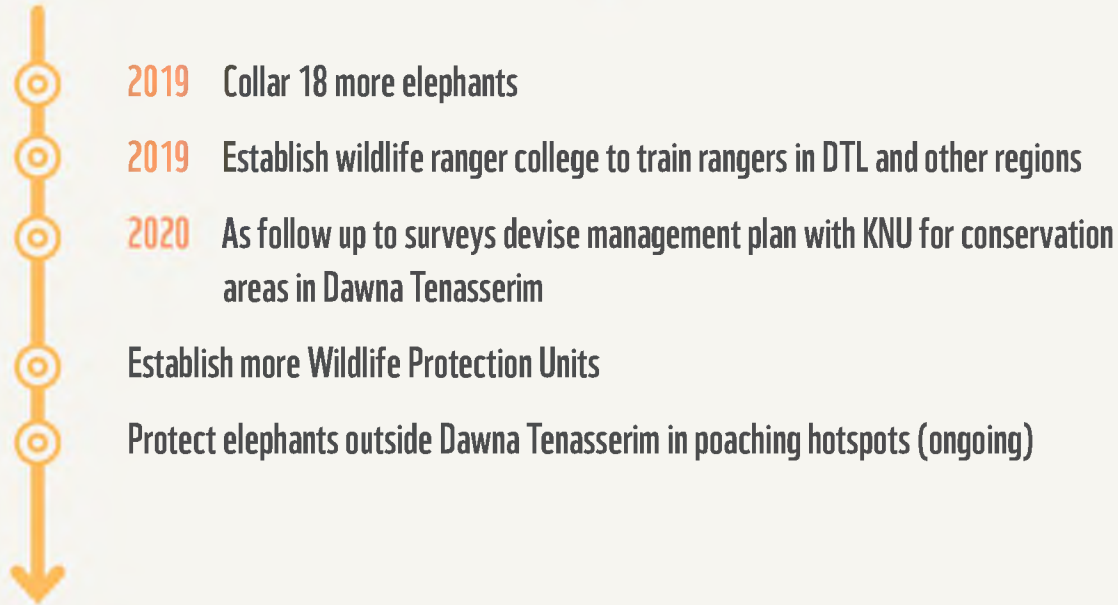 2019 Collar 18 more elephants
2019 Establish wildlife ranger college to train rangers in DTL and other regions
2020 As follow up to surveys devise management plan with KNU for conservation
areas in Dawna Tenasserim
Establish more Wildlife Protection Units
Protect elephants outside Dawna Tenasserim in poaching hotspots (ongoing)